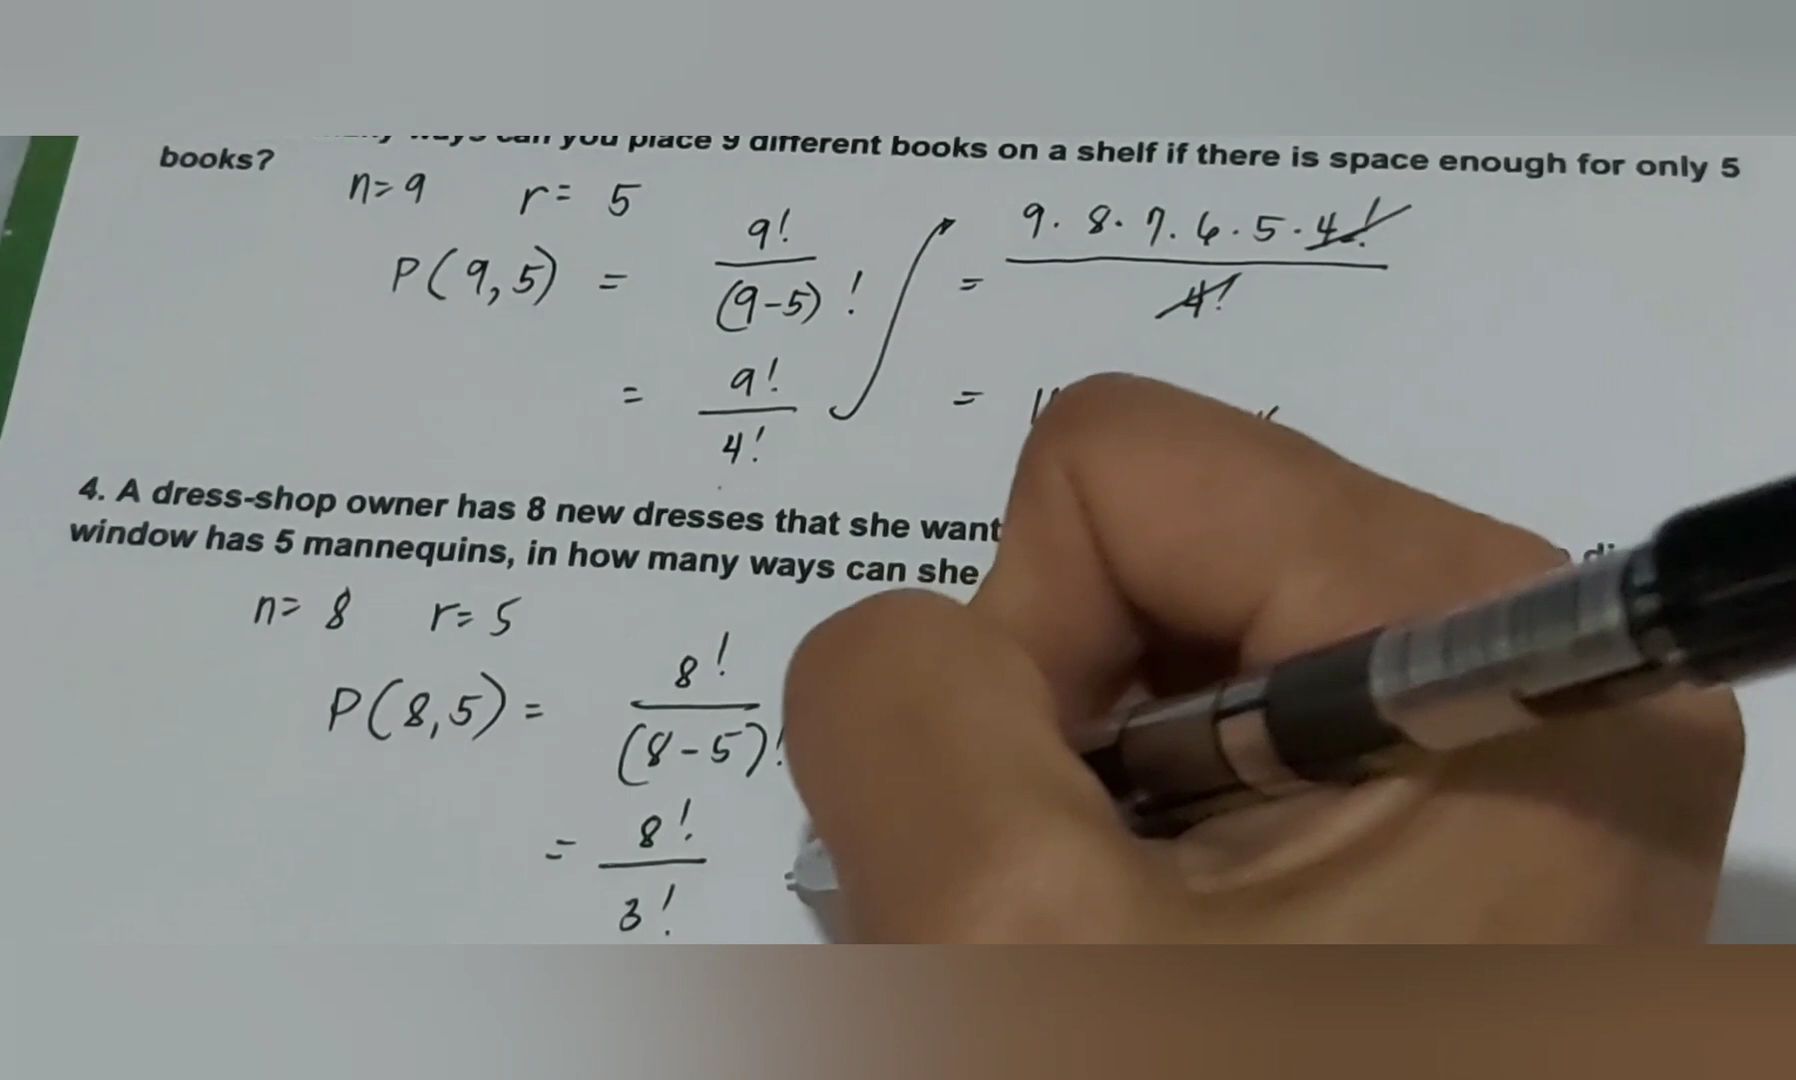 ways can you place 9 different books on a shelf if there is space enough for only 5
books?
n=9 r= 5
P(9,5) = 9! / (9-5)! = 9. 8. 7. 6. 5. 4! / 4!
= 9! / 4! =
4. A dress-shop owner has 8 new dresses that she want
window has 5 mannequins, in how many ways can she
n= 8 r= 5
P(8,5) = 8! / (8-5)!
= 8! / 3!